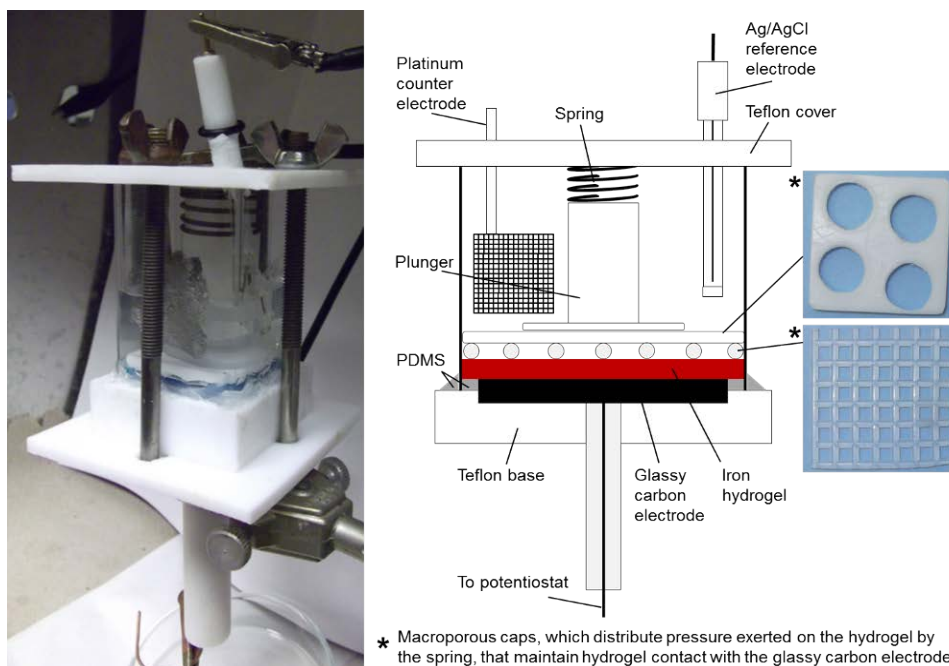 Platinum
counter
electrode
Ag/AgCl
reference
electrode
Spring
Teflon cover
*
Plunger
*
PDMS
Teflon base
Glassy
carbon
electrode
Iron
hydrogel
To potentiostat
* Macroporous caps, which distribute pressure exerted on the hydrogel by
the spring, that maintain hydrogel contact with the glassy carbon electrode